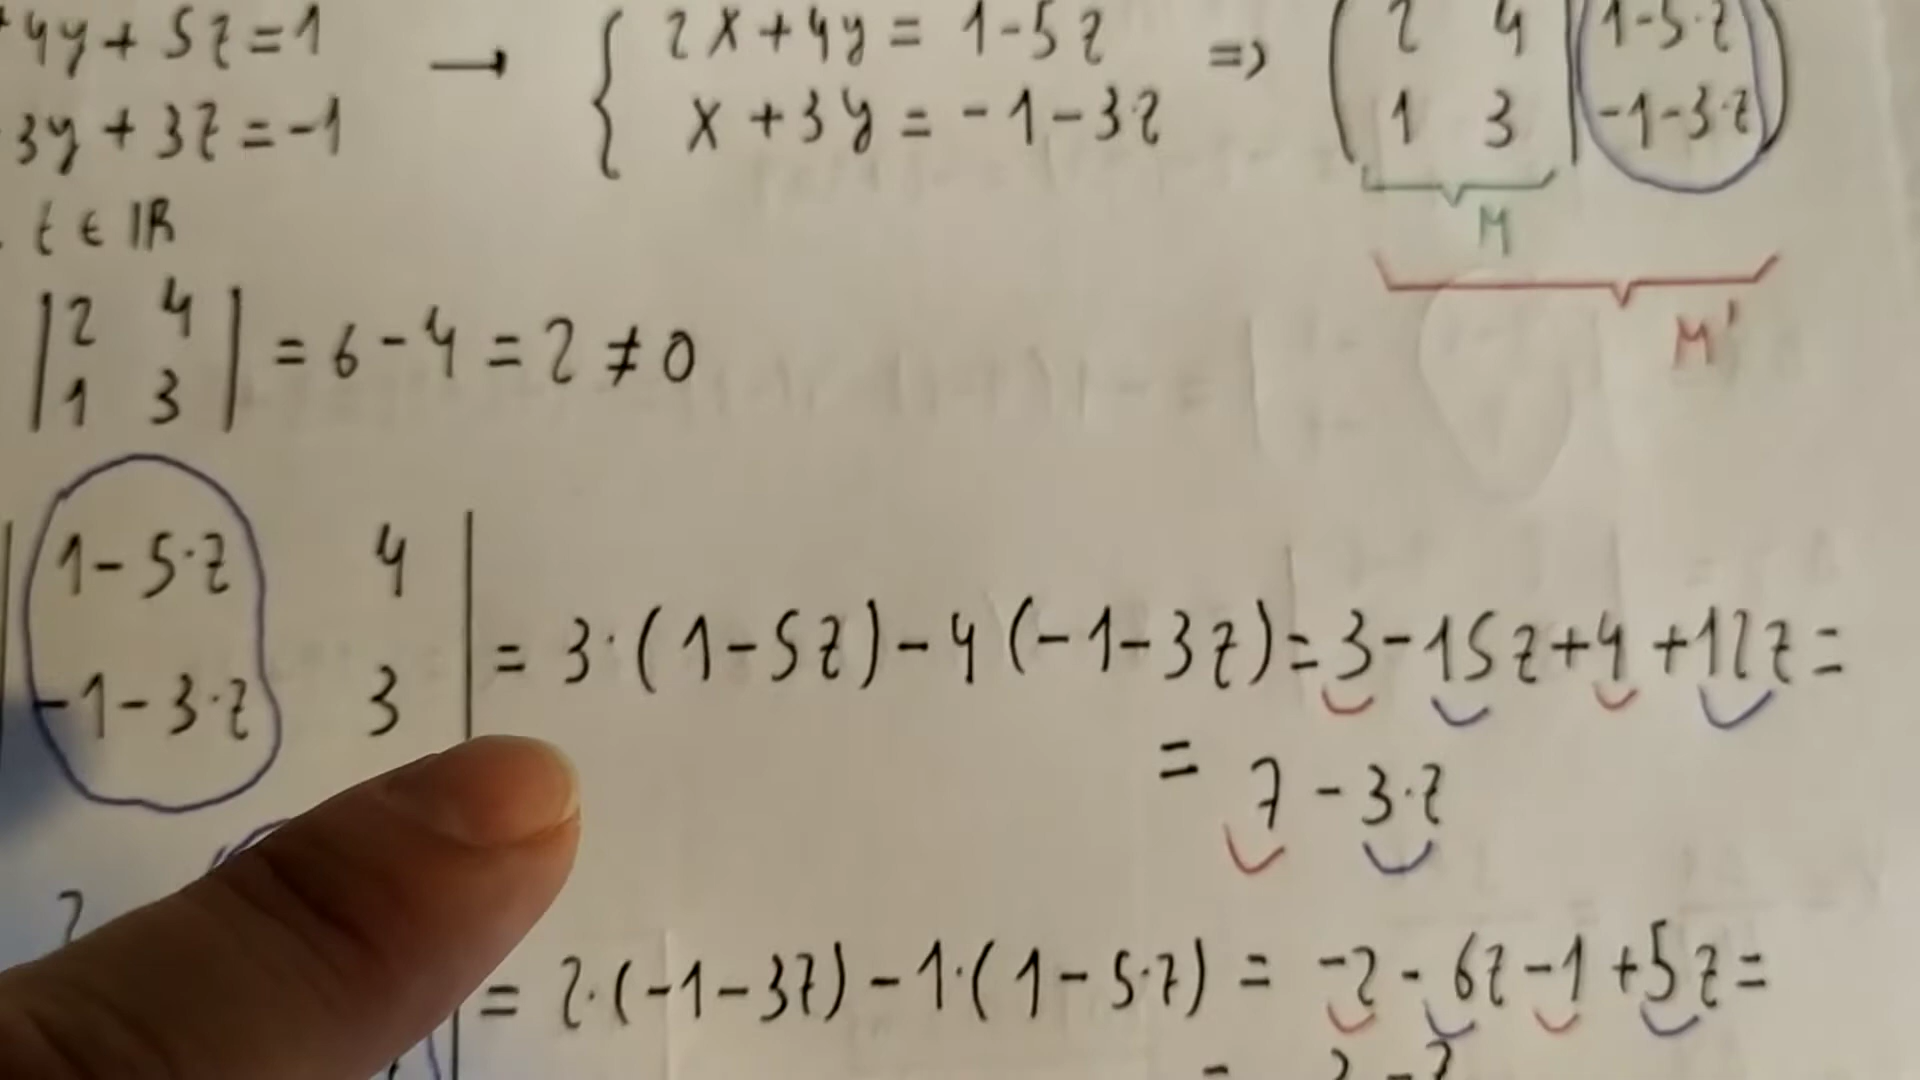 4y + 5z = 1 → { 2x + 4y = 1 - 5z => ( 2 4 | 1-5·z )
3y + 3z = -1 x + 3y = -1 - 3z 1 3 | -1-3·z
M
t ∈ IR
M'
| 2 4 | = 6 - 4 = 2 ≠ 0
1 3
| 1-5·z 4 | = 3·(1-5z) - 4(-1-3z) = 3 - 15z + 4 + 12z =
-1-3·z 3
= 7 - 3·z
= 2·(-1-3z) - 1·(1-5·z) = -2 - 6z - 1 + 5z =